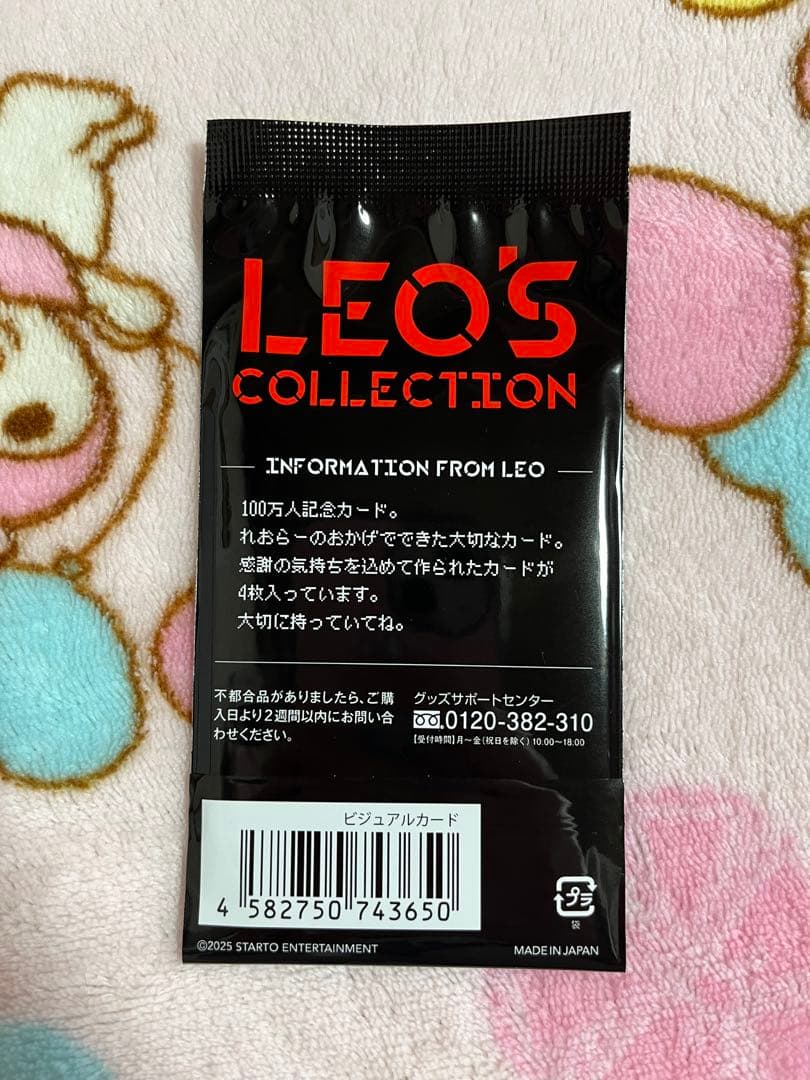 LEO'S
COLLECTION
INFORMATION FROM LEO
100万人記念カード。
れおらーのおかげでできた大切なカード。
感謝の気持ちを込めて作られたカードが
4枚入っています。
大切に持っていてね。
不都合品がありましたら、ご購
入日より2週間以内にお問い合
わせください。
グッズサポートセンター
0120-382-310
【受付時間】月〜金(祝日を除く) 10:00〜18:00
ビジュアルカード
4 582750 743650
プラ
袋
©2025 STARTO ENTERTAINMENT
MADE IN JAPAN